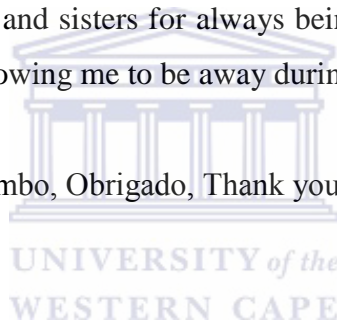 and sisters for always bein
owing me to be away durin
mbo, Obrigado, Thank you
UNIVERSITY of the
WESTERN CAPE